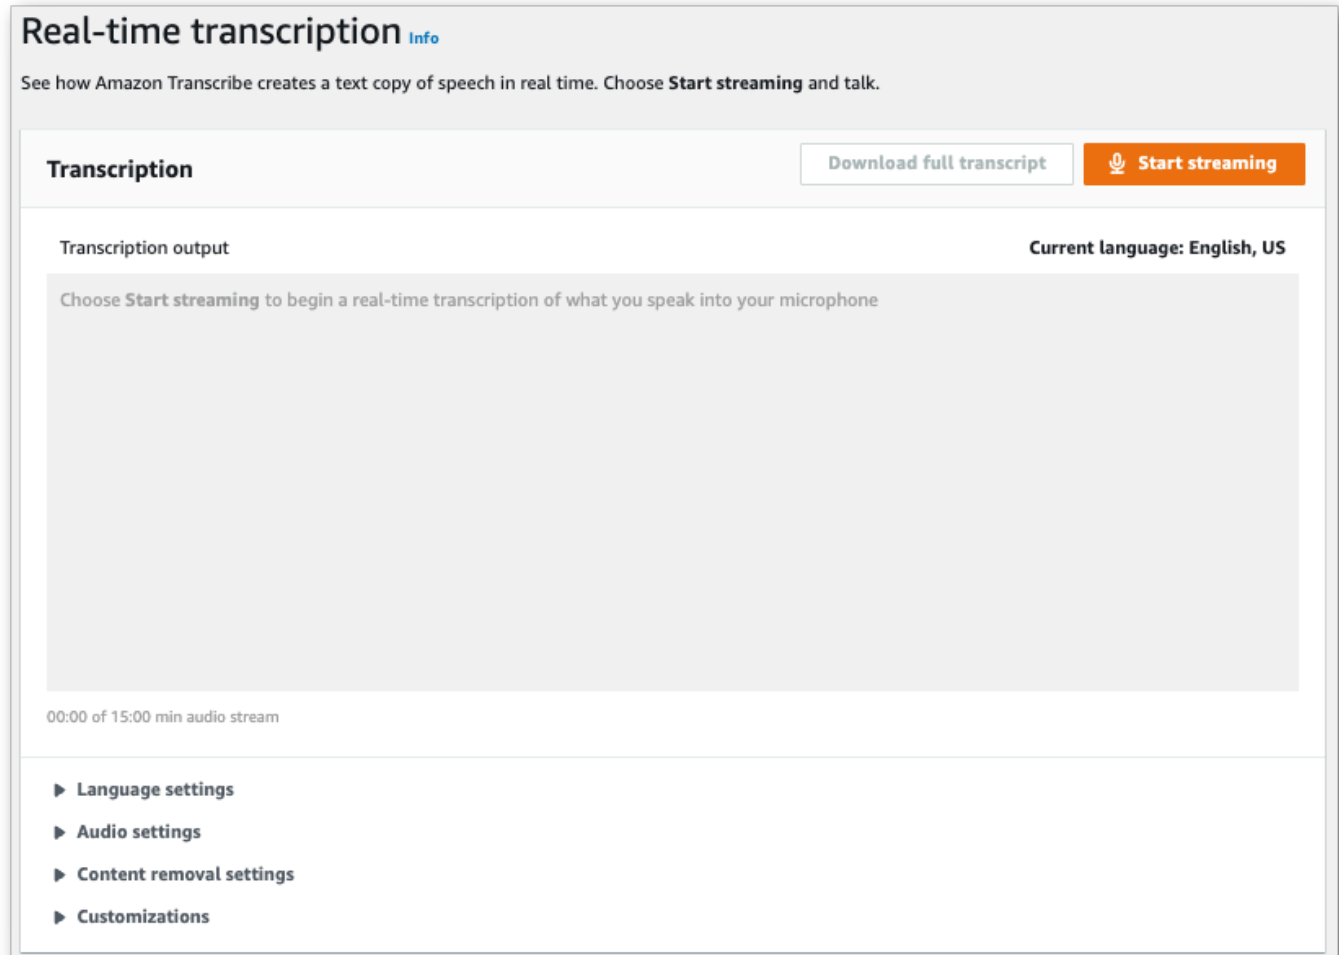 Real-time transcription Info
See how Amazon Transcribe creates a text copy of speech in real time. Choose Start streaming and talk.
Transcription
Download full transcript
Start streaming
Transcription output
Current language: English, US
Choose Start streaming to begin a real-time transcription of what you speak into your microphone
00:00 of 15:00 min audio stream
Language settings
Audio settings
Content removal settings
Customizations